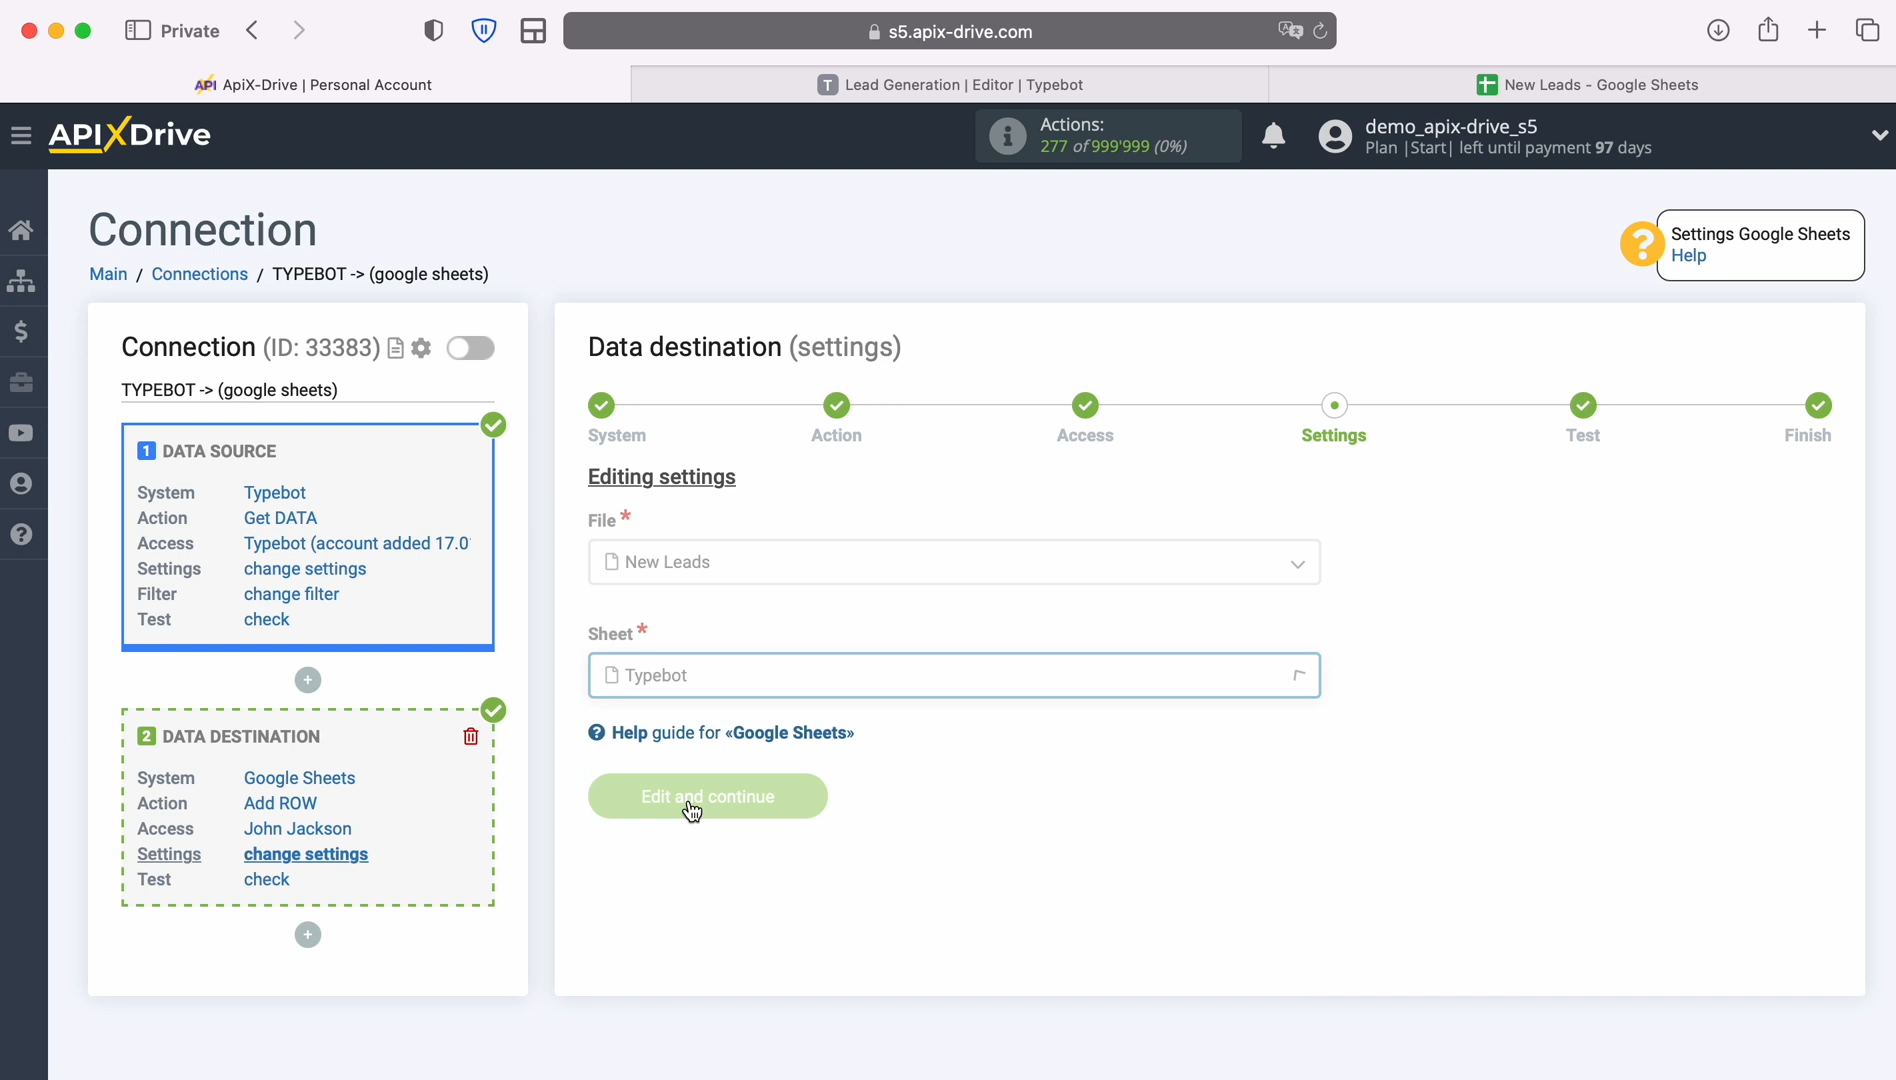 Private
s5.apix-drive.com
API ApiX-Drive | Personal Account
T Lead Generation | Editor | Typebot
New Leads - Google Sheets
APIXDrive
i Actions:
277 of 999'999 (0%)
demo_apix-drive_s5
Plan |Start| left until payment 97 days
Connection
Main / Connections / TYPEBOT -> (google sheets)
? Settings Google Sheets
Help
Connection (ID: 33383)
TYPEBOT -> (google sheets)
1 DATA SOURCE
System Typebot
Action Get DATA
Access Typebot (account added 17.0
Settings change settings
Filter change filter
Test check
+
2 DATA DESTINATION
System Google Sheets
Action Add ROW
Access John Jackson
Settings change settings
Test check
+
Data destination (settings)
System Action Access Settings Test Finish
Editing settings
File *
New Leads
Sheet *
Typebot
? Help guide for «Google Sheets»
Edit and continue